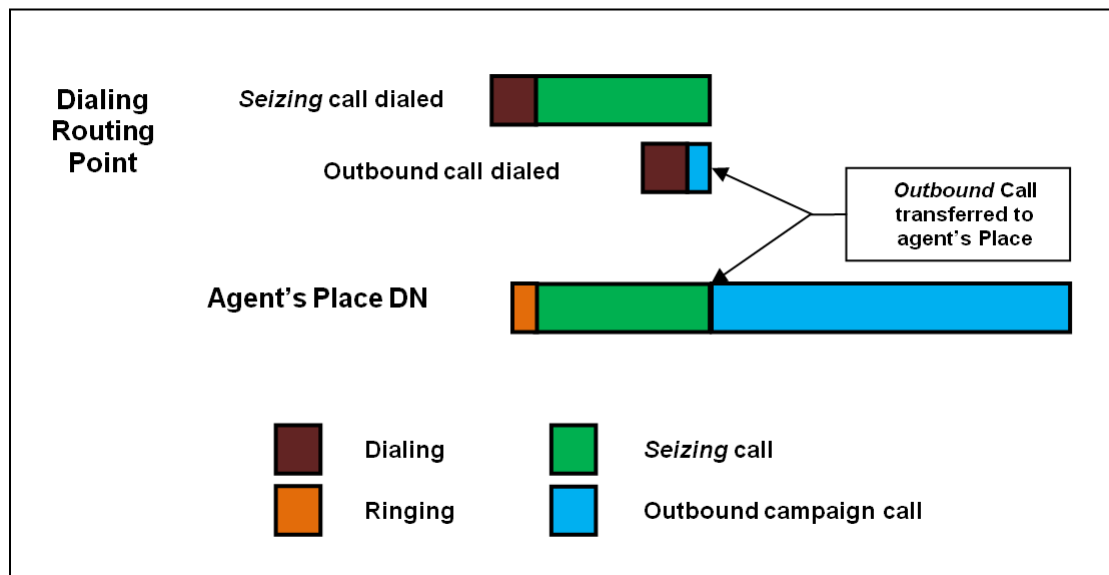 Dialing
Routing
Point
Seizing call dialed
Outbound call dialed
Outbound Call
transferred to
agent's Place
Agent's Place DN
Dialing
Seizing call
Ringing
Outbound campaign call